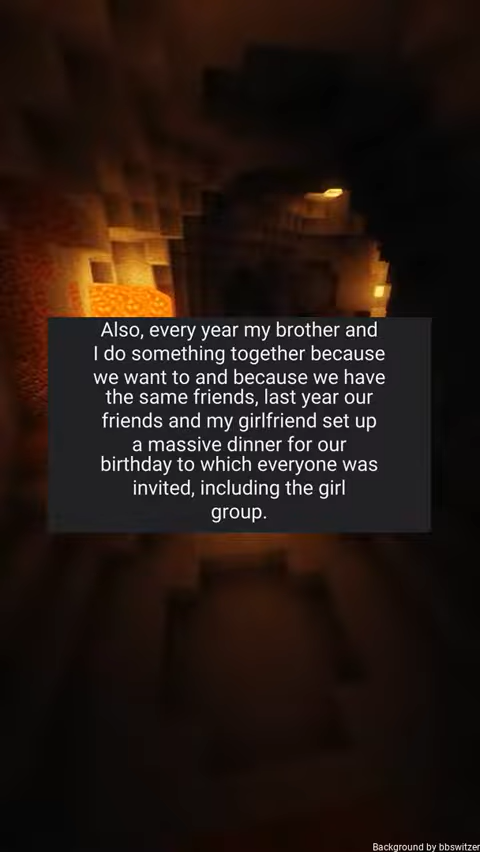 Also, every year my brother and
I do something together because
we want to and because we have
the same friends, last year our
friends and my girlfriend set up
a massive dinner for our
birthday to which everyone was
invited, including the girl
group.
Background by bbswitzer